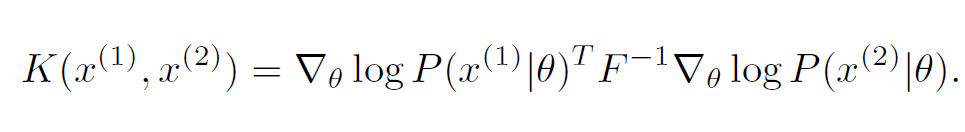 K(x^{(1)}, x^{(2)}) = ∇_θ log P(x^{(1)}|θ)^T F^{-1} ∇_θ log P(x^{(2)}|θ).